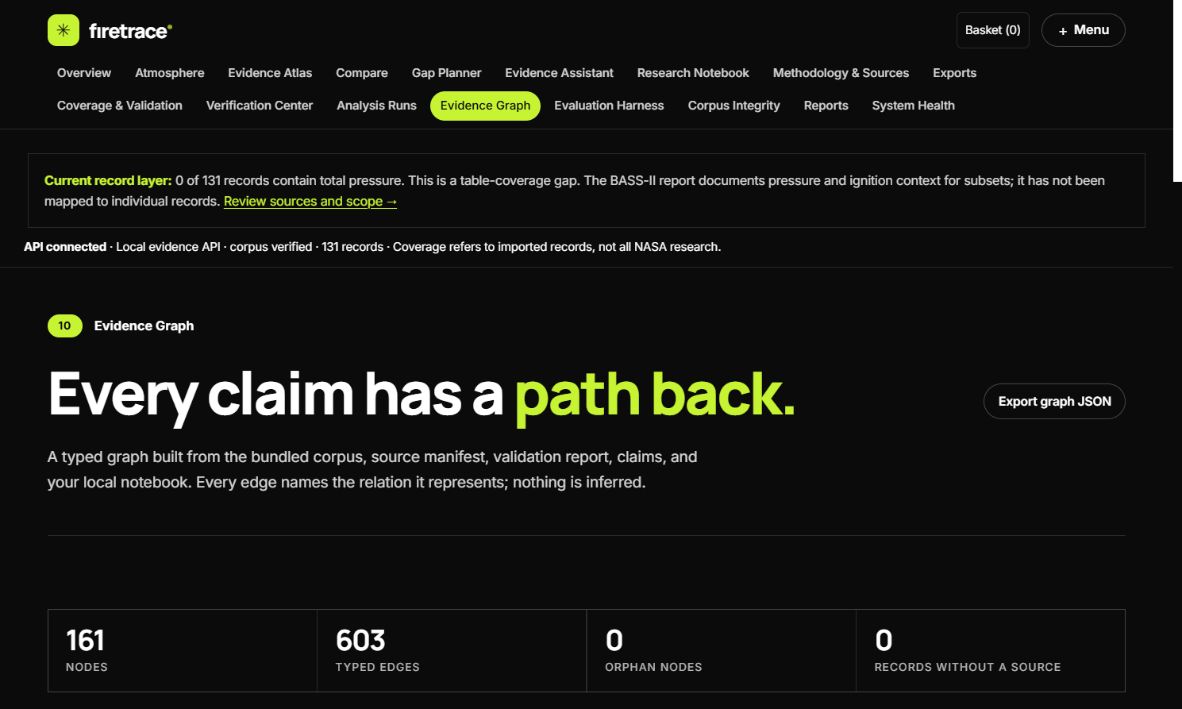 firetrace
Basket (0)
+ Menu
Overview Atmosphere Evidence Atlas Compare Gap Planner Evidence Assistant Research Notebook Methodology & Sources Exports
Coverage & Validation Verification Center Analysis Runs Evidence Graph Evaluation Harness Corpus Integrity Reports System Health
Current record layer: 0 of 131 records contain total pressure. This is a table-coverage gap. The BASS-II report documents pressure and ignition context for subsets; it has not been
mapped to individual records. Review sources and scope →
API connected · Local evidence API · corpus verified · 131 records · Coverage refers to imported records, not all NASA research.
10 Evidence Graph
Every claim has a path back.
Export graph JSON
A typed graph built from the bundled corpus, source manifest, validation report, claims, and
your local notebook. Every edge names the relation it represents; nothing is inferred.
161
NODES
603
TYPED EDGES
0
ORPHAN NODES
0
RECORDS WITHOUT A SOURCE